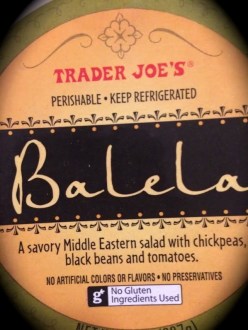 TRADER JOE'S®
PERISHABLE • KEEP REFRIGERATED
Balela
A savory Middle Eastern salad with chickpeas,
black beans and tomatoes.
NO ARTIFICIAL COLORS OR FLAVORS • NO PRESERVATIVES
g No Gluten
Ingredients Used